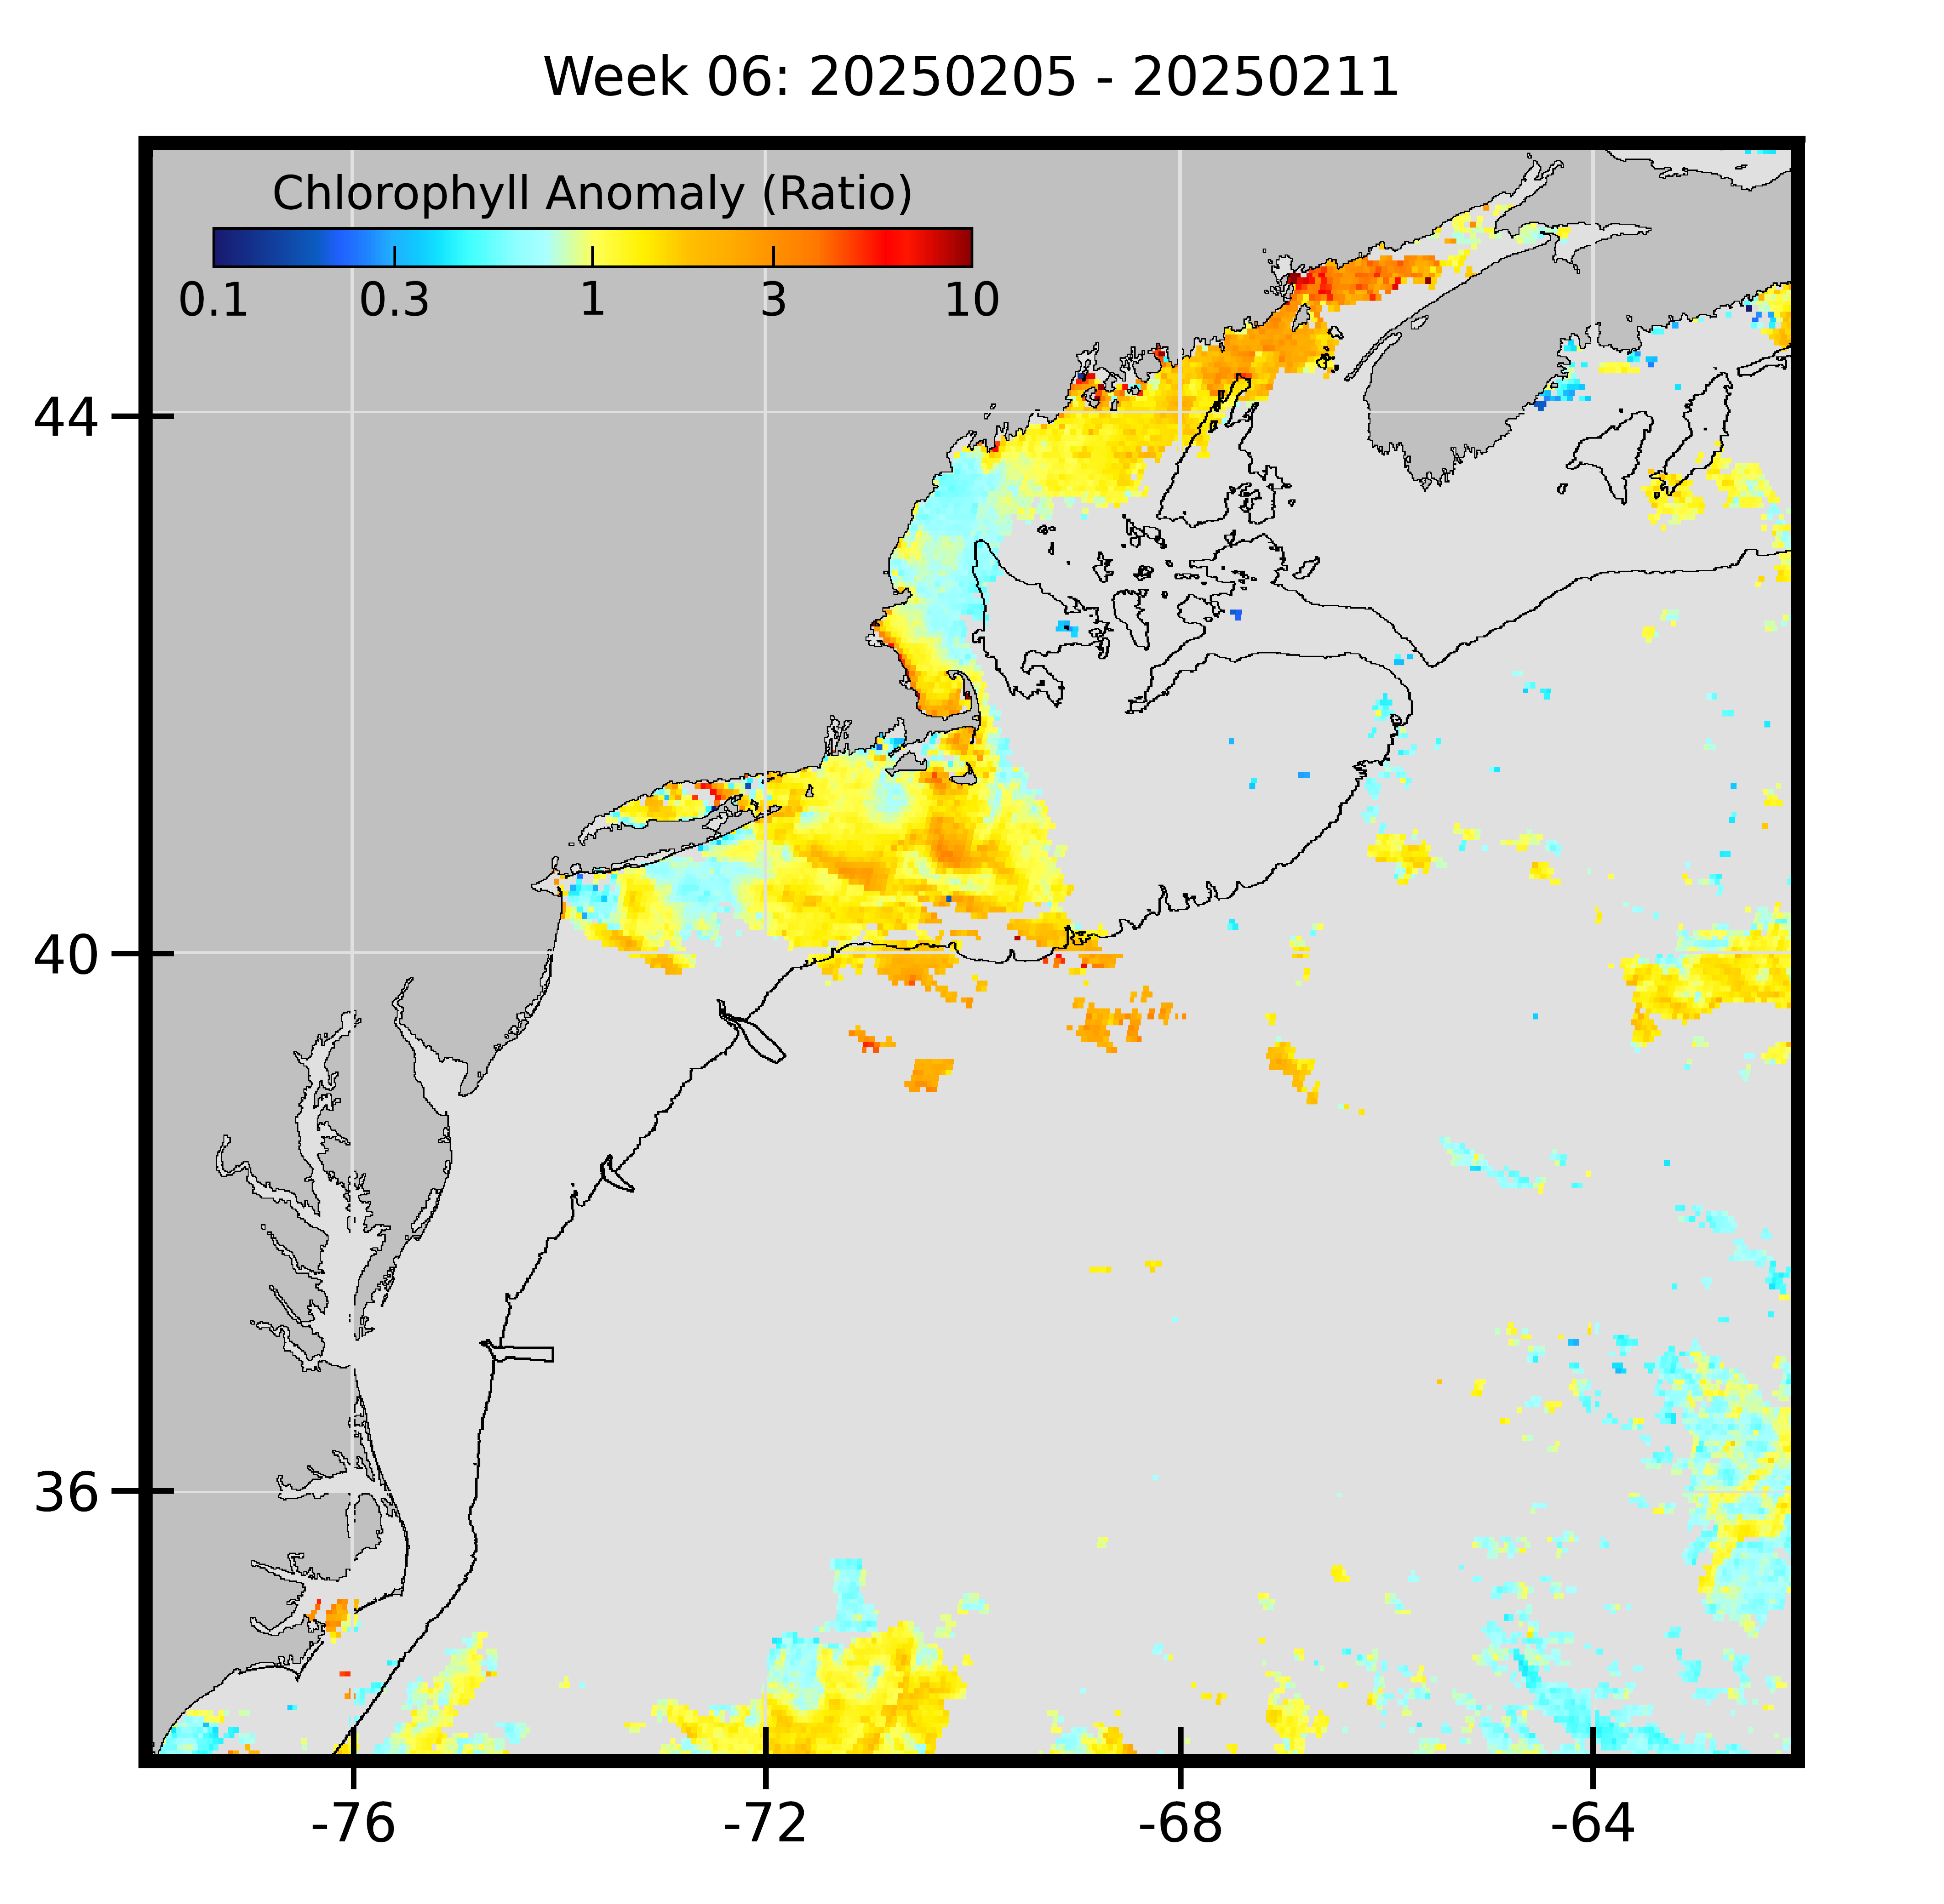 Week 06: 20250205 - 20250211
Chlorophyll Anomaly (Ratio)
0.1 0.3 1 3 10
44
40
36
-76 -72 -68 -64